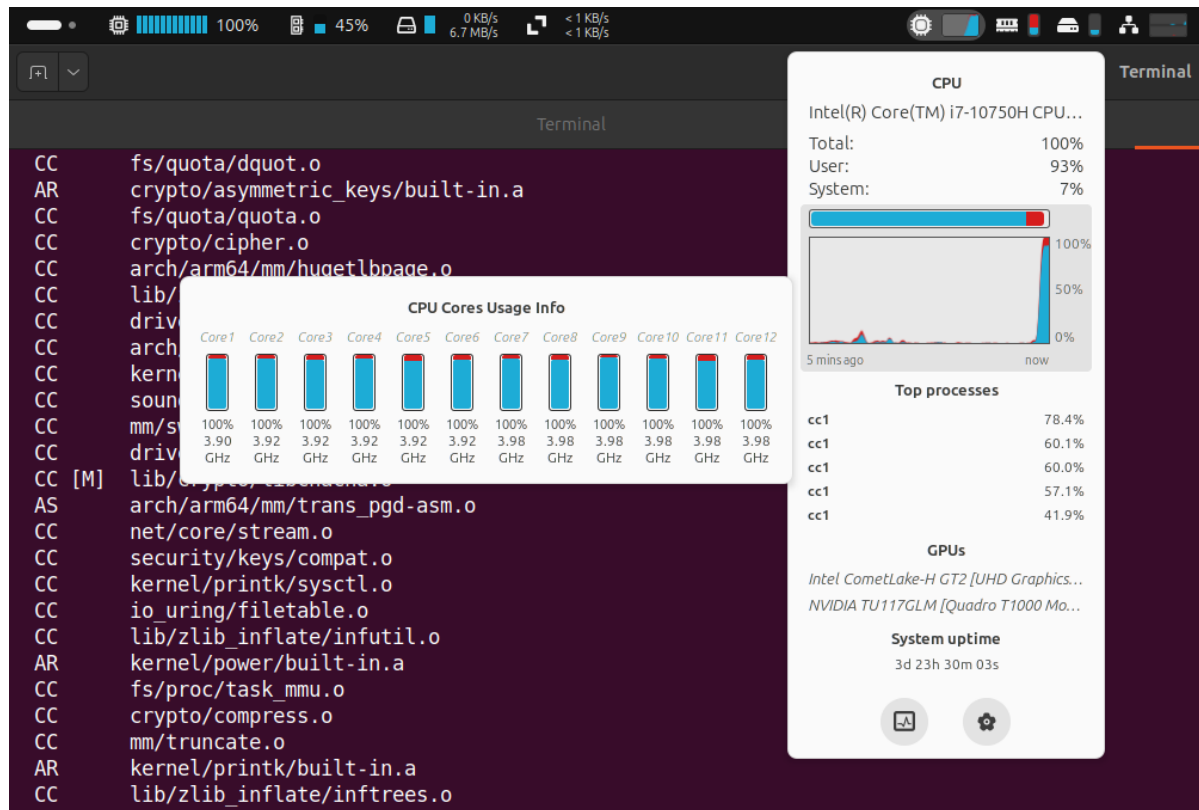 100% 45% 0 KB/s < 1 KB/s
6.7 MB/s < 1 KB/s
Terminal
Terminal
CC fs/quota/dquot.o
AR crypto/asymmetric_keys/built-in.a
CC fs/quota/quota.o
CC crypto/cipher.o
CC arch/arm64/mm/hugetlbpage.o
CC lib/
CC driv
CC arch
CC kern
CC soun
CC mm/s
CC driv
CC [M] lib/crypto/libchacha.o
AS arch/arm64/mm/trans_pgd-asm.o
CC net/core/stream.o
CC security/keys/compat.o
CC kernel/printk/sysctl.o
CC io_uring/filetable.o
CC lib/zlib_inflate/infutil.o
AR kernel/power/built-in.a
CC fs/proc/task_mmu.o
CC crypto/compress.o
CC mm/truncate.o
AR kernel/printk/built-in.a
CC lib/zlib_inflate/inftrees.o
CPU Cores Usage Info
Core1 Core2 Core3 Core4 Core5 Core6 Core7 Core8 Core9 Core10 Core11 Core12
100% 100% 100% 100% 100% 100% 100% 100% 100% 100% 100% 100%
3.90 3.92 3.92 3.92 3.92 3.92 3.98 3.98 3.98 3.98 3.98 3.98
GHz GHz GHz GHz GHz GHz GHz GHz GHz GHz GHz GHz
CPU
Intel(R) Core(TM) i7-10750H CPU...
Total: 100%
User: 93%
System: 7%
100%
50%
0%
5 mins ago now
Top processes
cc1 78.4%
cc1 60.1%
cc1 60.0%
cc1 57.1%
cc1 41.9%
GPUs
Intel CometLake-H GT2 [UHD Graphics...
NVIDIA TU117GLM [Quadro T1000 Mo...
System uptime
3d 23h 30m 03s